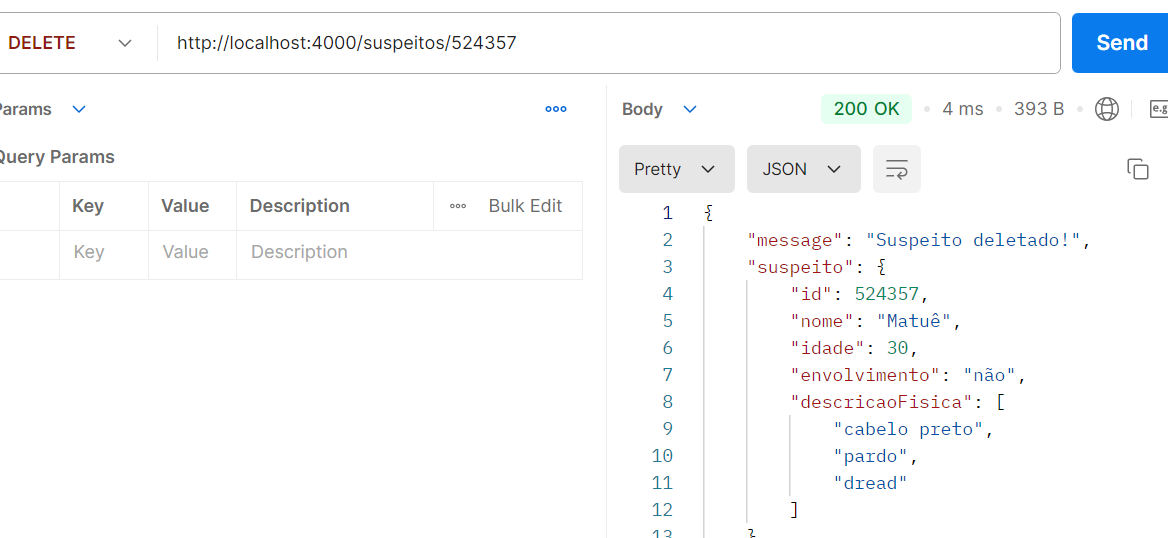 DELETE http://localhost:4000/suspeitos/524357 Send
Params
Query Params
Key Value Description Bulk Edit
Key Value Description
Body 200 OK 4 ms 393 B e.g
Pretty JSON
1 {
2 "message": "Suspeito deletado!",
3 "suspeito": {
4 "id": 524357,
5 "nome": "Matuê",
6 "idade": 30,
7 "envolvimento": "não",
8 "descricaoFisica": [
9 "cabelo preto",
10 "pardo",
11 "dread"
12 ]
13 }